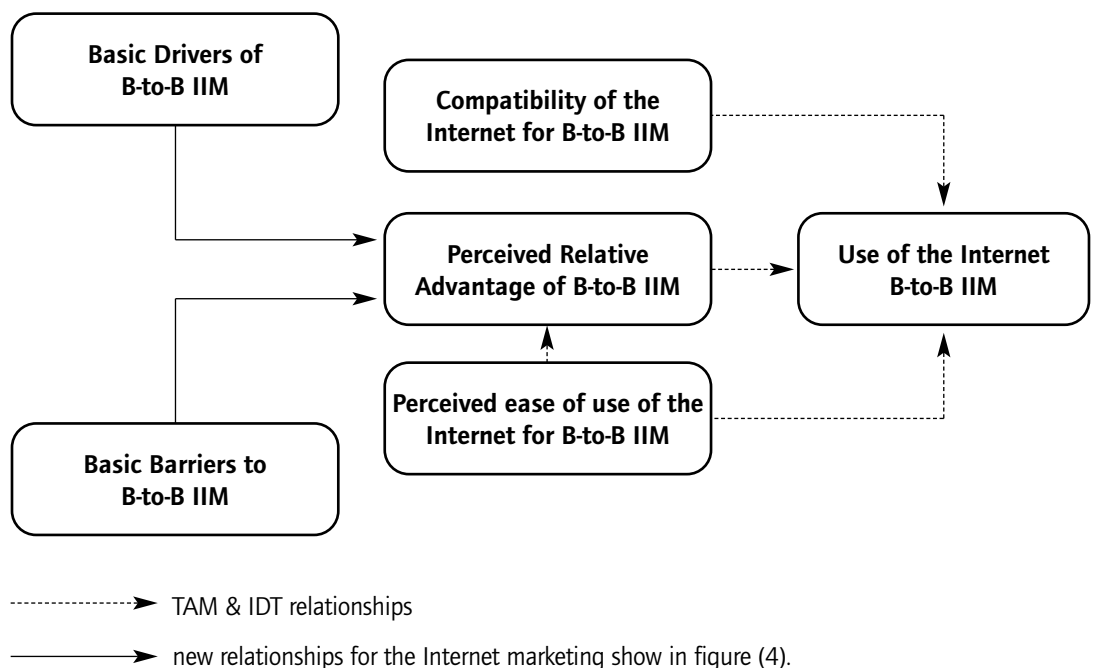 Basic Drivers of
B-to-B IIM
Compatibility of the
Internet for B-to-B IIM
Perceived Relative
Advantage of B-to-B IIM
Use of the Internet
B-to-B IIM
Perceived ease of use of the
Internet for B-to-B IIM
Basic Barriers to
B-to-B IIM
TAM & IDT relationships
new relationships for the Internet marketing show in figure (4).